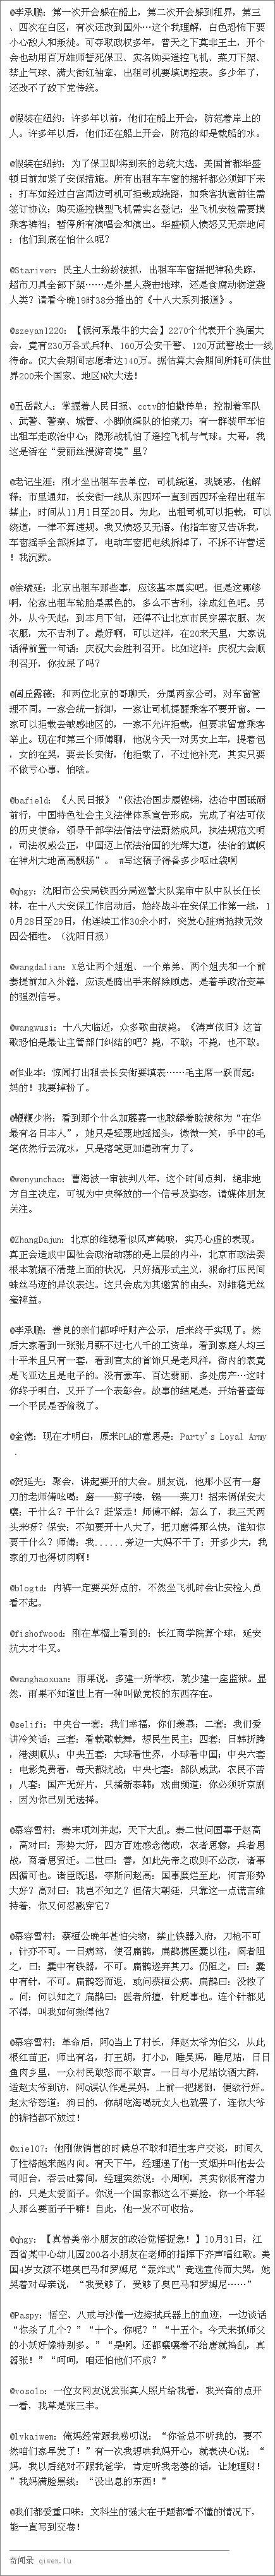 @李承鹏：第一次开会躲在船上，第二次开会躲到租界，第三
、四次在白区，有次还改到国外…这个我理解，白色恐怖下要
小心敌人和叛徒。可夺取政权多年，普天之下莫非王土，开个
会也动用百万雄师誓死保卫、实名购买遥控飞机、菜刀下架、
禁止气球、满大街红袖章，出租司机要填调控表。多少年了，
还改不了敌下党传统。
@假装在纽约：许多年以前，他们在船上开会，防范着岸上的
人。许多年以后，他们还在船上开会，防范的却是载船的水。
@假装在纽约：为了保卫即将到来的总统大选，美国首都华盛
顿日前加紧了安保措施。所有出租车车窗的摇杆都必须卸下来
；打车如经过白宫周边司机可拒载或绕路，如乘客执意前往需
签订协议；购买遥控模型飞机需实名登记；坐飞机安检需要摸
乘客裤裆；暂停所有演唱会和演出。华盛顿人愤怒又无奈地问
：他们到底在怕什么呢？
@Stariver：民主人士纷纷被抓，出租车车窗摇把神秘失踪，
超市刀具全部下架……是外星人袭击地球，还是食腐动物逆袭
人类？请看今晚19时38分播出的《十八大系列报道》。
@szeyan1220：【银河系最牛的大会】2270个代表开个换届大
会，竟有230万各式兵种、160万公安干警、120万武警战士一线
待命。仅大会期间志愿者达140万。据估算大会期间所耗可供世
界200来个国家、地区N次大选！
@五岳散人：掌握着人民日报、cctv的怕撒传单；控制着军队
、武警、警察、城管、小脚侦缉队的怕菜刀；有一群装甲车怕
出租车走政治中心；隐形战机怕了遥控飞机与气球。大哥，我
这是活在“爱丽丝漫游奇境”里？
@老记生涯：刚才坐出租车去单位，司机绕道，我疑惑，他解
释：市里通知，长安街一线从东四环一直到西四环全程出租车
禁止，时间从11月1日至20日。为此，出租司机可以拒载，可以
绕道，一律不算违规。我又愤怒又无语。他指车窗又告诉我，
车窗摇手全部拆掉了，电动车窗把电线拆掉了，不拆不许营运
！我沉默。
@徐瑞延：北京出租车那些事，应该基本属实吧。但是这哪够
啊，伦家出租车轮胎是黑色的，多么不吉利，涂成红色吧。另
外，从今天起，到本月下旬，还得不让北京市民穿黑衣服、灰
衣服，太不吉利了。最好啊，可以这样，在20来天里，大家说
话得前置一句话：庆祝大会胜利召开。比如这样：庆祝大会顺
利召开，你拉屎了吗？
@闾丘露薇：和两位北京的哥聊天，分属两家公司，对车窗管
理不同。一家会统一拆卸，一家让司机提醒乘客不要开窗。一
家可以拒载去敏感地区的，一家不允许拒载，但要求留意乘客
举止。现在和第三个师傅聊，他说今天一对男女上车，提着包
，女的在哭，要去长安街，他拒载了，不过他补充，其实只要
不做亏心事，怕啥。
@bafield：《人民日报》“依法治国步履铿锵，法治中国砥砺
前行，中国特色社会主义法律体系宣告形成，完成了有法可依
的历史使命，领导干部学法信法守法蔚然成风，执法规范文明
，司法权威公正，中国迈上依法治国的光辉大道，法治的旗帜
在神州大地高高飘扬”。 #写这稿子得备多少呕吐袋啊
@qhgy：沈阳市公安局铁西分局巡警大队案审中队中队长任长
林，在十八大安保工作启动后，始终战斗在安保工作第一线，10
月28日至29日，他连续工作30余小时，突发心脏病抢救无效
因公牺牲。（沈阳日报）
@wangdalian：X总让两个姐姐、一个弟弟、两个姐夫和一个前
妻提前加入外籍，应该是腾出手来解除顾虑，是着手政治变革
的强烈信号。
@wangwusi：十八大临近，众多歌曲被毙。《涛声依旧》这首
歌恐怕是最让主管部门纠结的吧？毙，不敢；不毙，也不敢。
@作业本：惊闻打出租去长安街要填表……毛主席一跃而起：
妈的！我要掉粉了。
@鞭鞭少将：看到那个什么加藤嘉一也敢舔着脸被称为“在华
最有名日本人”，她只是轻蔑地摇摇头，微微一笑，手中的毛
笔依然行云流水，只是落笔更加遒劲有力了。
@wenyunchao：曹海波一审被判八年，这个时间点判，绝非地
方自主决定，可视为中央释放的一个信号及姿态，请媒体朋友
关注。
@ZhangDajun：北京的维稳看似风声鹤唳，实乃心虚的表现。
真正会造成中国社会政治动荡的是上层的内斗，北京市政法委
根本就搞不清楚上面的状况，只好搞形式主义，狠命打压民间
蛛丝马迹的异议表达。这只会成为其邀赏的由头，对维稳无丝
毫裨益。
@李承鹏：善良的亲们都呼吁财产公示，后来终于实现了。然
后大家看到一张张月薪不过七八千的工资单，看到家庭人均三
十平米且只有一套，看到官太的首饰只是老凤祥，衙内的表竟
是飞亚达且是电子的。没有豪车、百达翡丽、多处房产…这时
你终于明白，又开了一个表彰会。故事的结尾是，开始普查每
一个平民是否偷税了。
@金德：现在才明白，原来PLA的意思是：Party's Loyal Army
.
@贺延光：聚会，讲起要开的大会。朋友说，他那小区有一磨
刀的老师傅吆喝：磨——剪子喽，镪——菜刀！招来俩保安大
嚷：干什么？干什么？赶紧走！师傅不解：怎么了，我三天两
头来呀？保安：不知要开十八大了，把刀磨得那么快，谁知你
要干什么？师傅：我......旁边一大妈不干了：开多少大，我
家的刀也得切肉啊！
@blogtd：内裤一定要买好点的，不然坐飞机时会让安检人员
看不起。
@fishofwood：刚在草榴上看到的：长江商学院算个球，延安
抗大才牛叉。
@wanghaoxuan：雨果说，多建一所学校，就少建一座监狱。显
然，雨果不知道世上有一种叫做党校的东西存在。
@selifi：中央台一套：我们幸福，你们羡慕；二套：我们爱
讲冷笑话；三套：看载歌载舞，想民生民主；四套：日韩折腾
，港澳顺从；中央五套：大球看世界，小球看中国；中央六套
：电影免费看，每天都抗战；中央七套：部队威武，农民不苦
；八套：国产无好片，只播新泰韩；戏曲频道：你必须听京剧
，因为你已别无选择。
@慕容雪村：秦末项刘并起，天下大乱。秦二世问国事于赵高
，高对曰：形势大好，四方百姓感念德政，农者思稼，兵者思
战，商者思贸迁。二世曰：善，如此先帝之政则不必改，诸事
因循可也。诸臣既退，李斯问赵高：国事糜烂至此，何言形势
大好？高对曰：我岂不知之？但偌大朝廷，只靠这一点谎言维
持着，你又何忍戳穿它？
@慕容雪村：蔡桓公晚年甚怕尖物，禁止铁器入府，刀枪不可
，针亦不可。一日病笃，使召扁鹊，扁鹊携医囊以往，阍者阻
之，曰：囊中有铁器，不可。扁鹊遂弃其刀。仍阻之，曰：囊
中有针，不可。扁鹊怒而返，或问蔡桓公病，扁鹊曰：没救了
。问：何以知之？扁鹊曰：医者所擅，针贬事也。连个针都见
不得，叫我如何救得他？
@慕容雪村：革命后，阿Q当上了村长，拜赵太爷为伯父，从此
根红苗正，师出有名，打王胡，打小D，睡吴妈，睡尼姑，日日
鱼肉乡里，一众村民敢怒而不敢言。一日与小尼姑饮酒大醉，
适赵太爷到访，阿Q误认作是吴妈，上前一把搂倒，便欲行奸。
赵太爷怒道：狗日的，你胡吃海喝玩女人也就罢了，连你大爷
的裤裆都不放过！
@xiel07：他刚做销售的时候总不敢和陌生客户交谈，时间久
了性格越来越内向。有天下午，经理递了他一支烟并叫他去公
司阳台，吞云吐雾间，经理突然说：小周啊，其实你很有潜力
的，只是太爱面子。你说一个国家都这么不要脸，你一个年轻
人那么要面子干嘛！自此，他一发不可收拾。
@qhgy：【真替美帝小朋友的政治觉悟捉急！】10月31日，江
西省某中心幼儿园200名小朋友在老师的指挥下齐声唱红歌。美
国4岁女孩不堪奥巴马和罗姆尼“轰炸式”竞选宣传而大哭，她
哭着对母亲说，“我受够了，受够了奥巴马和罗姆尼……”
@Paspy：悟空、八戒与沙僧一边擦拭兵器上的血迹，一边谈话
“你杀了几个？”“十个。你呢？”“十五个。今天来抓师父
的小妖好像特别多。”“是啊。还都嚷嚷着不给唐就捣乱，真
嚣张！”“呵呵，咱还怕他们不成？”
@vosolo：一位女网友说发张真人照片给我看，我兴奋的点开
一看，我草是张三丰。
@lvkaiwen：俺妈经常跟我唠叨说：“你爸总不听我的，要不
然咱们家早发了！”有一次我想哄我妈开心，就表决心说：“
妈，我以后绝对不跟我爸学，肯定听我老婆的话，让她理财！
”我妈满脸黑线：“没出息的东西！”
@我们都爱重口味：文科生的强大在于题都看不懂的情况下，
能一直写到交卷！
奇闻录 qiwen.lu